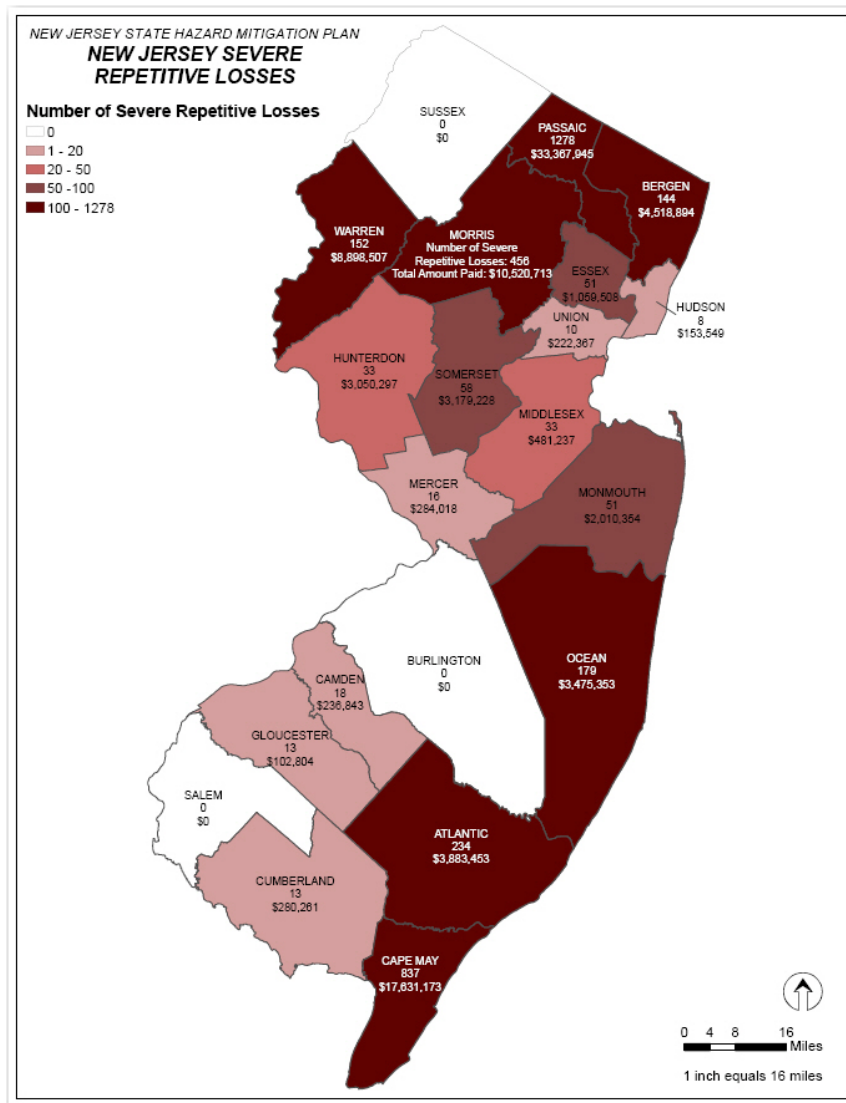 NEW JERSEY STATE HAZARD MITIGATION PLAN
NEW JERSEY SEVERE
REPETITIVE LOSSES
Number of Severe Repetitive Losses
0
1 - 20
20 - 50
50 -100
100 - 1278
SUSSEX
0
$0
PASSAIC
1278
$33,367,945
BERGEN
144
$4,518,894
WARREN
152
$8,898,507
MORRIS
Number of Severe
Repetitive Losses: 456
Total Amount Paid: $10,520,713
ESSEX
51
$1,059,508
HUDSON
8
$153,549
UNION
10
$222,367
HUNTERDON
33
$3,050,297
SOMERSET
58
$3,179,228
MIDDLESEX
33
$481,237
MERCER
16
$284,018
MONMOUTH
51
$2,010,354
OCEAN
179
$3,475,353
BURLINGTON
0
$0
CAMDEN
18
$236,843
GLOUCESTER
13
$102,804
SALEM
0
$0
ATLANTIC
234
$3,883,453
CUMBERLAND
13
$280,261
CAPE MAY
837
$17,631,173
0 4 8 16
Miles
1 inch equals 16 miles